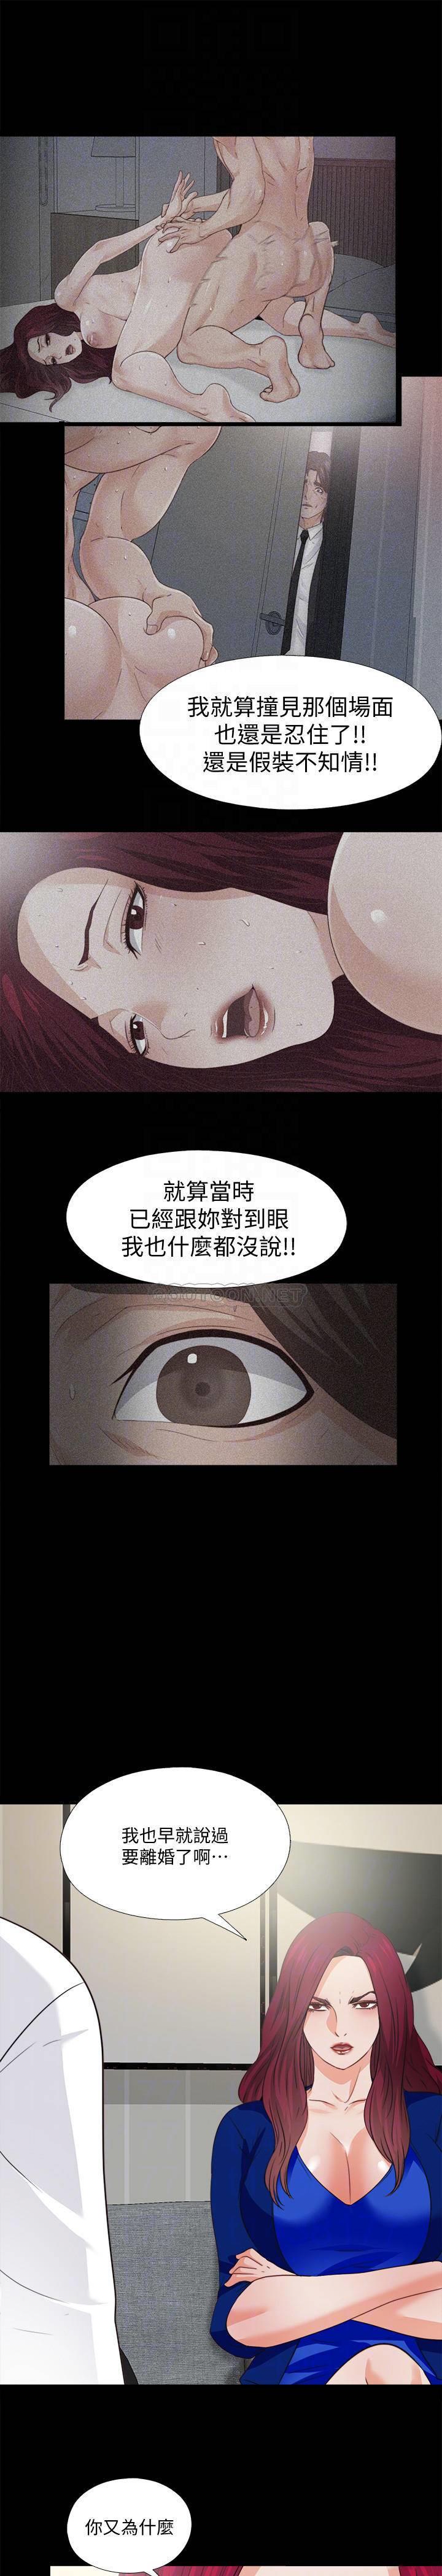 我就算撞見那個場面
也還是忍住了!!
還是假裝不知情!!
就算當時
已經跟妳對到眼
我也什麼都沒說!!
我也早就說過
要離婚了啊…
你又為什麼